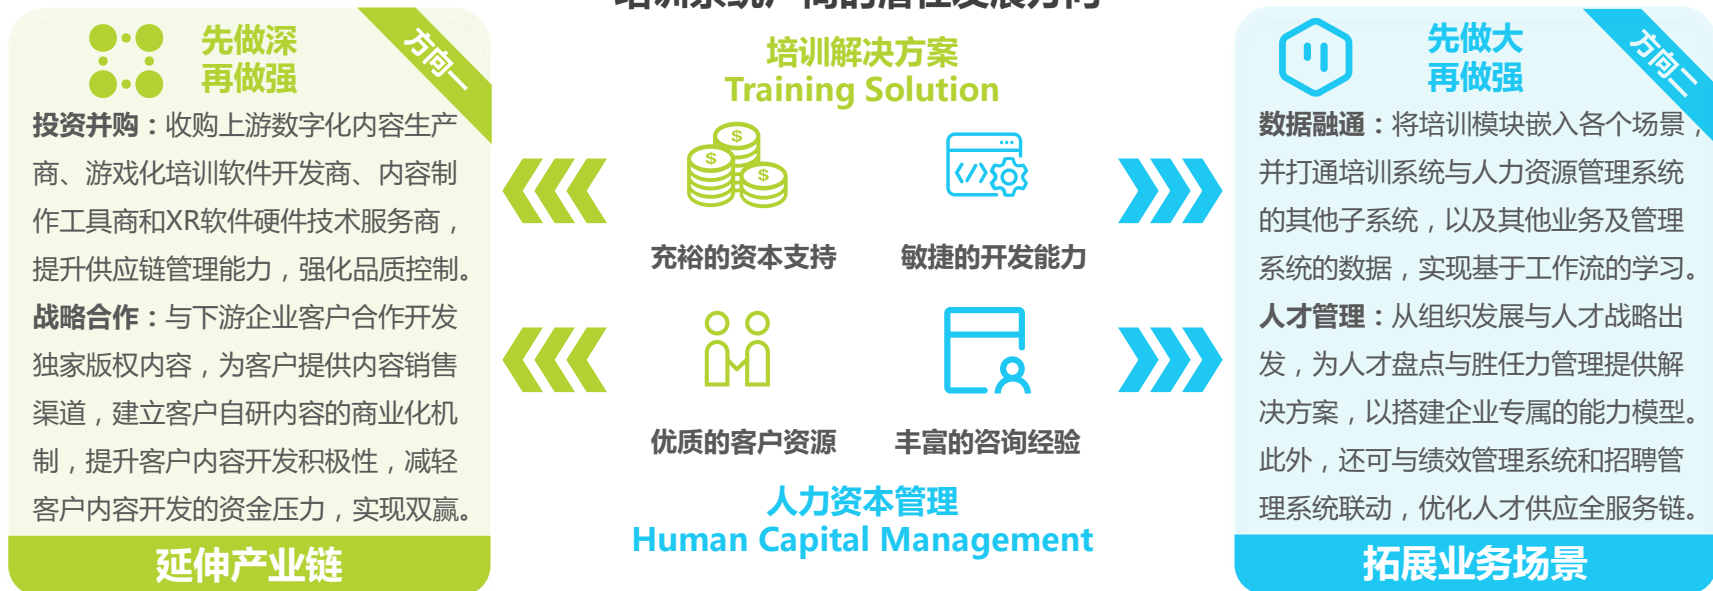 培训系统厂商的潜在发展方向
先做深
再做强
方向一
投资并购：收购上游数字化内容生产
商、游戏化培训软件开发商、内容制
作工具商和XR软件硬件技术服务商，
提升供应链管理能力，强化品质控制。
战略合作：与下游企业客户合作开发
独家版权内容，为客户提供内容销售
渠道，建立客户自研内容的商业化机
制，提升客户内容开发积极性，减轻
客户内容开发的资金压力，实现双赢。
延伸产业链
培训解决方案
Training Solution
充裕的资本支持
敏捷的开发能力
优质的客户资源
丰富的咨询经验
人力资本管理
Human Capital Management
先做大
再做强
方向二
数据融通：将培训模块嵌入各个场景，
并打通培训系统与人力资源管理系统
的其他子系统，以及其他业务及管理
系统的数据，实现基于工作流的学习。
人才管理：从组织发展与人才战略出
发，为人才盘点与胜任力管理提供解
决方案，以搭建企业专属的能力模型。
此外，还可与绩效管理系统和招聘管
理系统联动，优化人才供应全服务链。
拓展业务场景